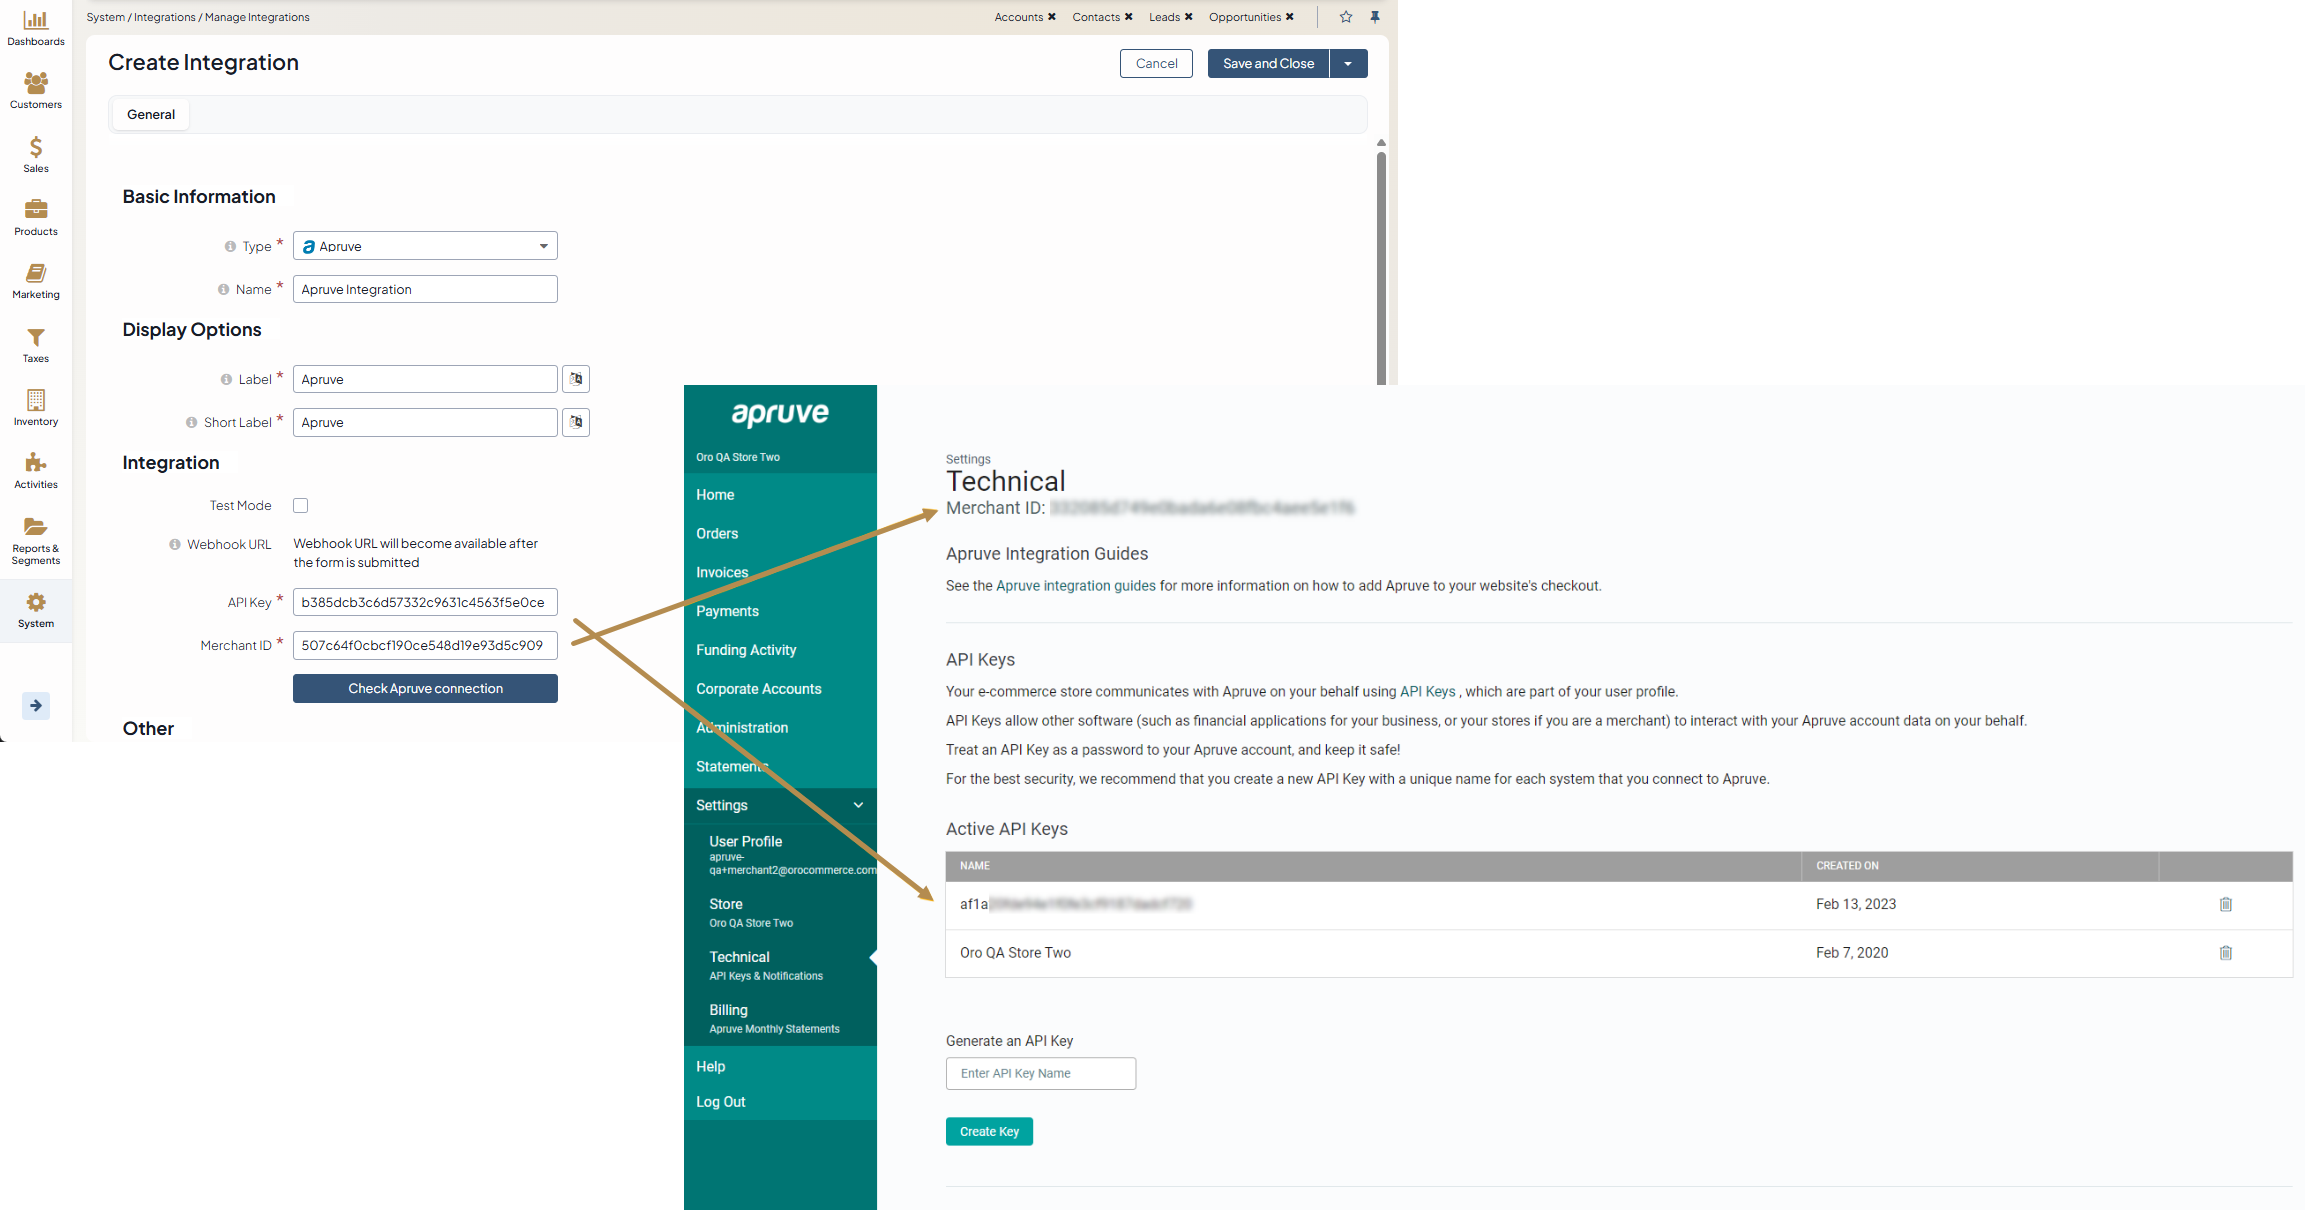 System / Integrations / Manage Integrations
Accounts ✖ Contacts ✖ Leads ✖ Opportunities ✖
Dashboards
Customers
Sales
Products
Marketing
Taxes
Inventory
Activities
Reports &
Segments
System
Create Integration
Cancel
Save and Close
General
Basic Information
Type *
a Apruve
Name *
Apruve Integration
Display Options
Label *
Apruve
Short Label *
Apruve
Integration
Test Mode
Webhook URL
Webhook URL will become available after
the form is submitted
API Key *
b385dcb3c6d57332c9631c4563f5e0ce
Merchant ID *
507c64f0cbcf190ce548d19e93d5c909
Check Apruve connection
Other
apruve
Oro QA Store Two
Home
Orders
Invoices
Payments
Funding Activity
Corporate Accounts
Administration
Statements
Settings
User Profile
apruve-
qa+merchant2@orocommerce.com
Store
Oro QA Store Two
Technical
API Keys & Notifications
Billing
Apruve Monthly Statements
Help
Log Out
Settings
Technical
Merchant ID:
Apruve Integration Guides
See the Apruve integration guides for more information on how to add Apruve to your website's checkout.
API Keys
Your e-commerce store communicates with Apruve on your behalf using API Keys , which are part of your user profile.
API Keys allow other software (such as financial applications for your business, or your stores if you are a merchant) to interact with your Apruve account data on your behalf.
Treat an API Key as a password to your Apruve account, and keep it safe!
For the best security, we recommend that you create a new API Key with a unique name for each system that you connect to Apruve.
Active API Keys
NAME CREATED ON
af1a Feb 13, 2023
Oro QA Store Two Feb 7, 2020
Generate an API Key
Enter API Key Name
Create Key